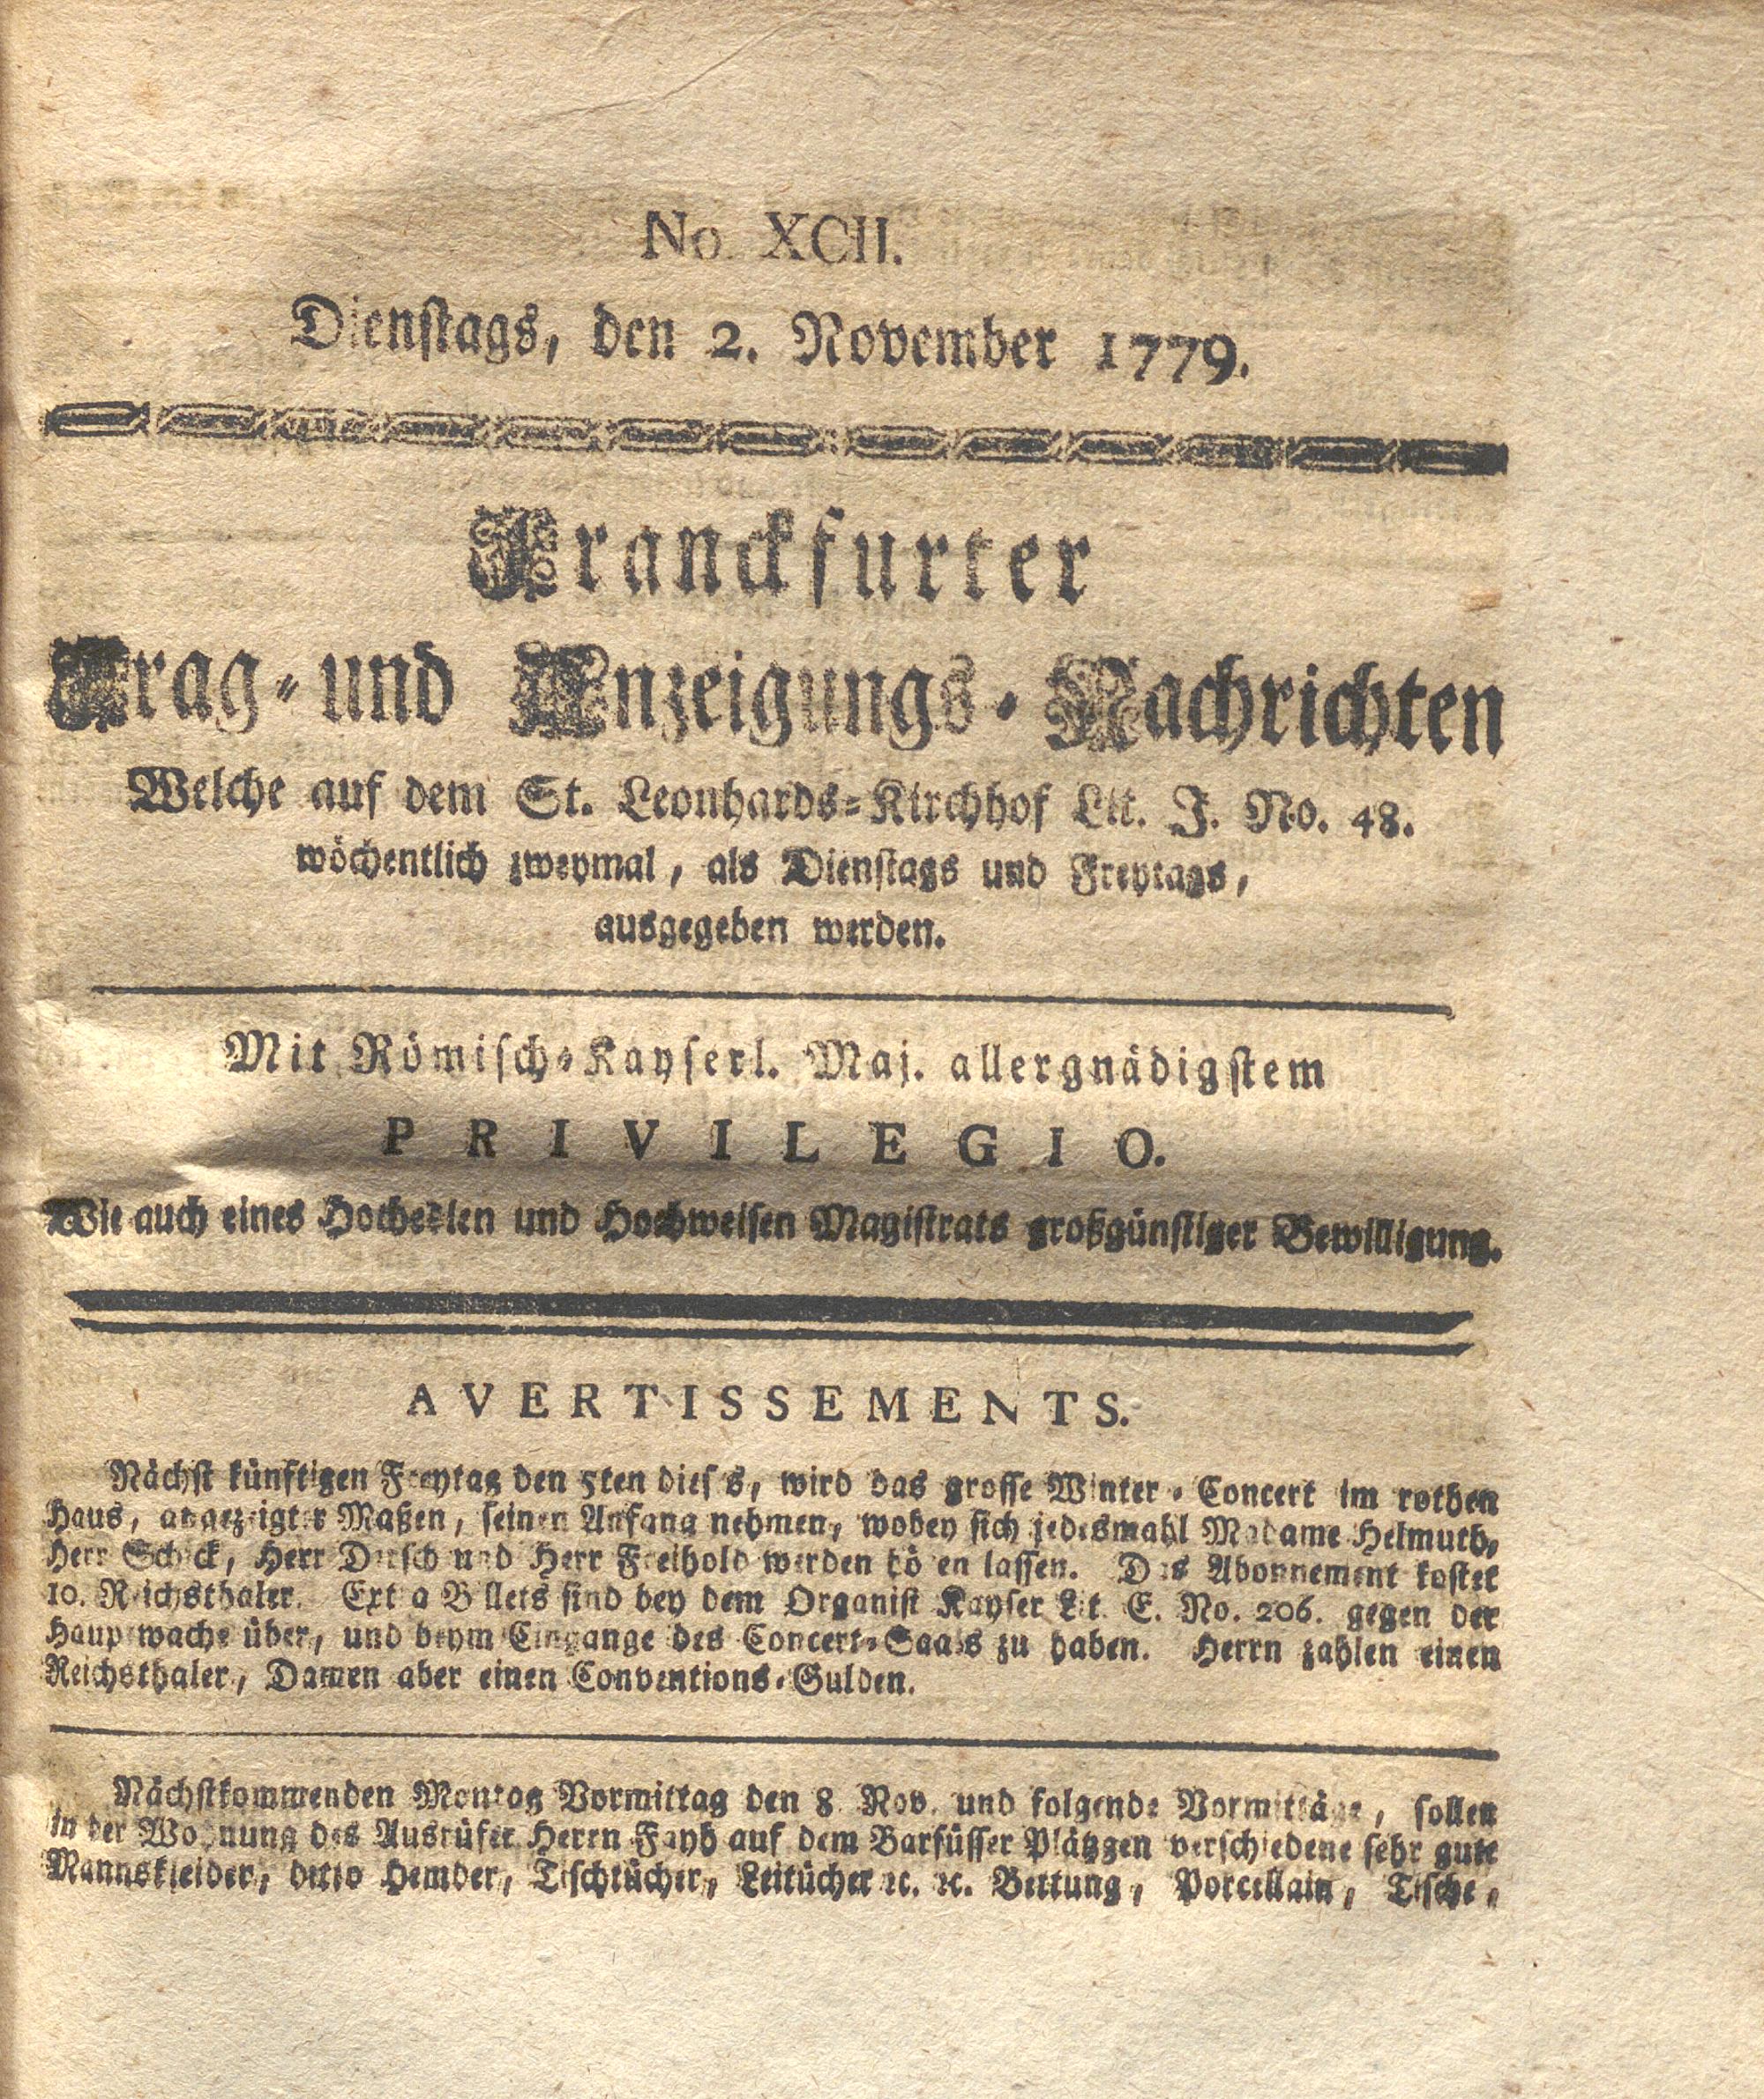 No. XCII.
Dienstags, den 2. November 1779.
Franckfurter
Frag- und Anzeigungs-Nachrichten
Welche auf dem St. Leonhards-Kirchhof Lit. J. No. 48.
wöchentlich zweymal, als Dienstags und Freytags,
ausgegeben werden.
Mit Römisch-Kayserl. Maj. allergnädigstem
PRIVILEGIO.
Wie auch eines Hochedlen und Hochweisen Magistrats großgünstiger Bewilligung.
AVERTISSEMENTS.
Nächst künftigen Freytag den 5ten dieses, wird das grosse Winter-Concert im rothen
Haus, angezeigter Maßen, seinen Anfang nehmen, wobey sich jedesmahl Madame Helmuth,
Herr Schick, Herr und Herr Freihold werden hören lassen. Das Abonnement kostet
10. Reichsthaler. Extra Billets sind bey dem Organist Kayser Lit. E. No. 206. gegen der
Hauptwache über, und beym Eingange des Concert-Saals zu haben. Herrn zahlen einen
Reichsthaler, Damen aber einen Conventions-Gulden.
Nächstkommenden Montag Vormittag den 8. Nov. und folgende Vormittäge, sollen
in der Wohnung des Ausrüfer Herrn Fayh auf dem Barfüsser Plätzgen verschiedene sehr gute
Mannskleider, ditto Hemder, Tischtücher, Leitücher ꝛc. ꝛc. Bettung, Porcellain, Tische,